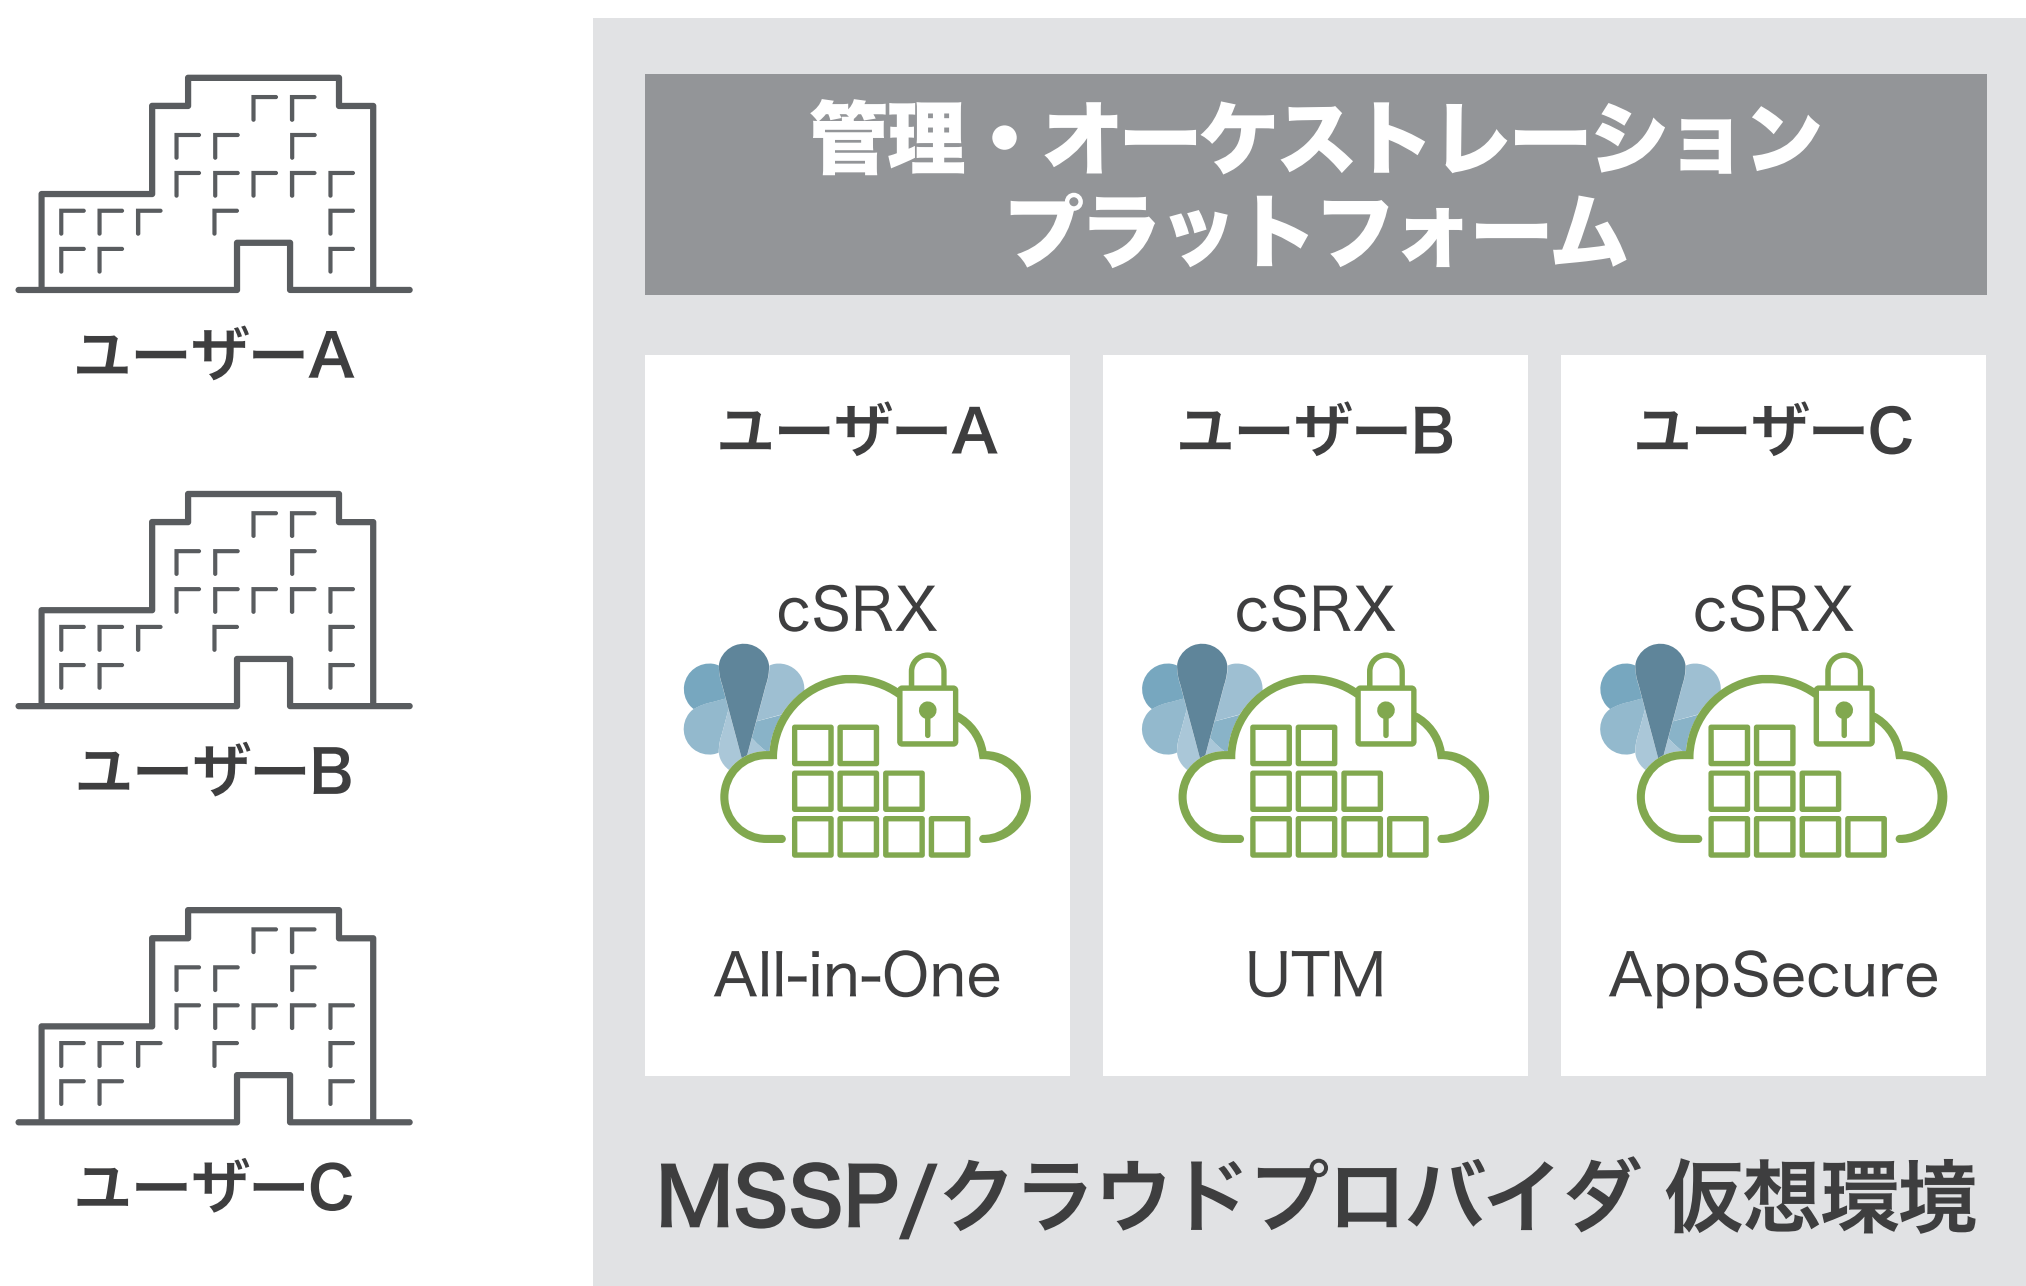 ユーザーA
ユーザーB
ユーザーC
管理・オーケストレーション
プラットフォーム
ユーザーA
cSRX
All-in-One
ユーザーB
cSRX
UTM
ユーザーC
cSRX
AppSecure
MSSP/クラウドプロバイダ 仮想環境